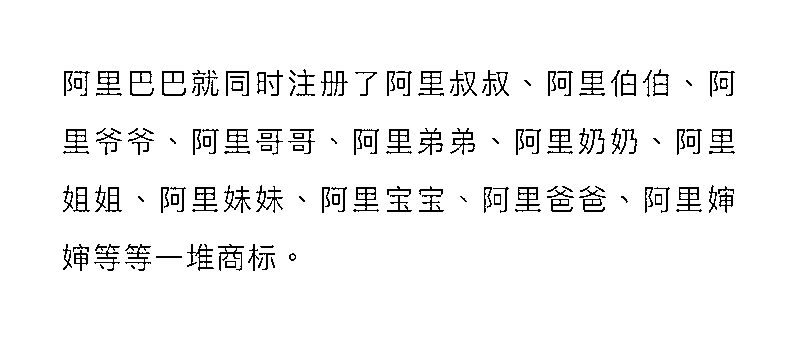 阿里巴巴就同时注册了阿里叔叔、阿里伯伯、阿
里爷爷、阿里哥哥、阿里弟弟、阿里奶奶、阿里
姐姐、阿里妹妹、阿里宝宝、阿里爸爸、阿里婶
婶等等一堆商标。